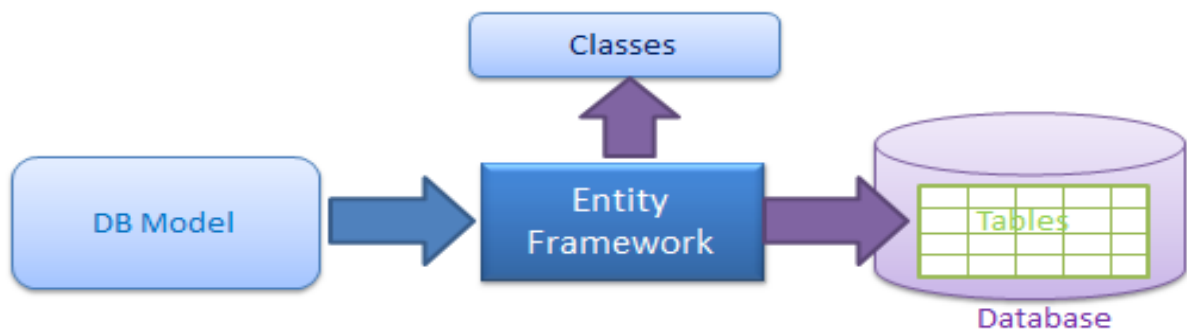 Classes
DB Model
Entity
Framework
Tables
Database